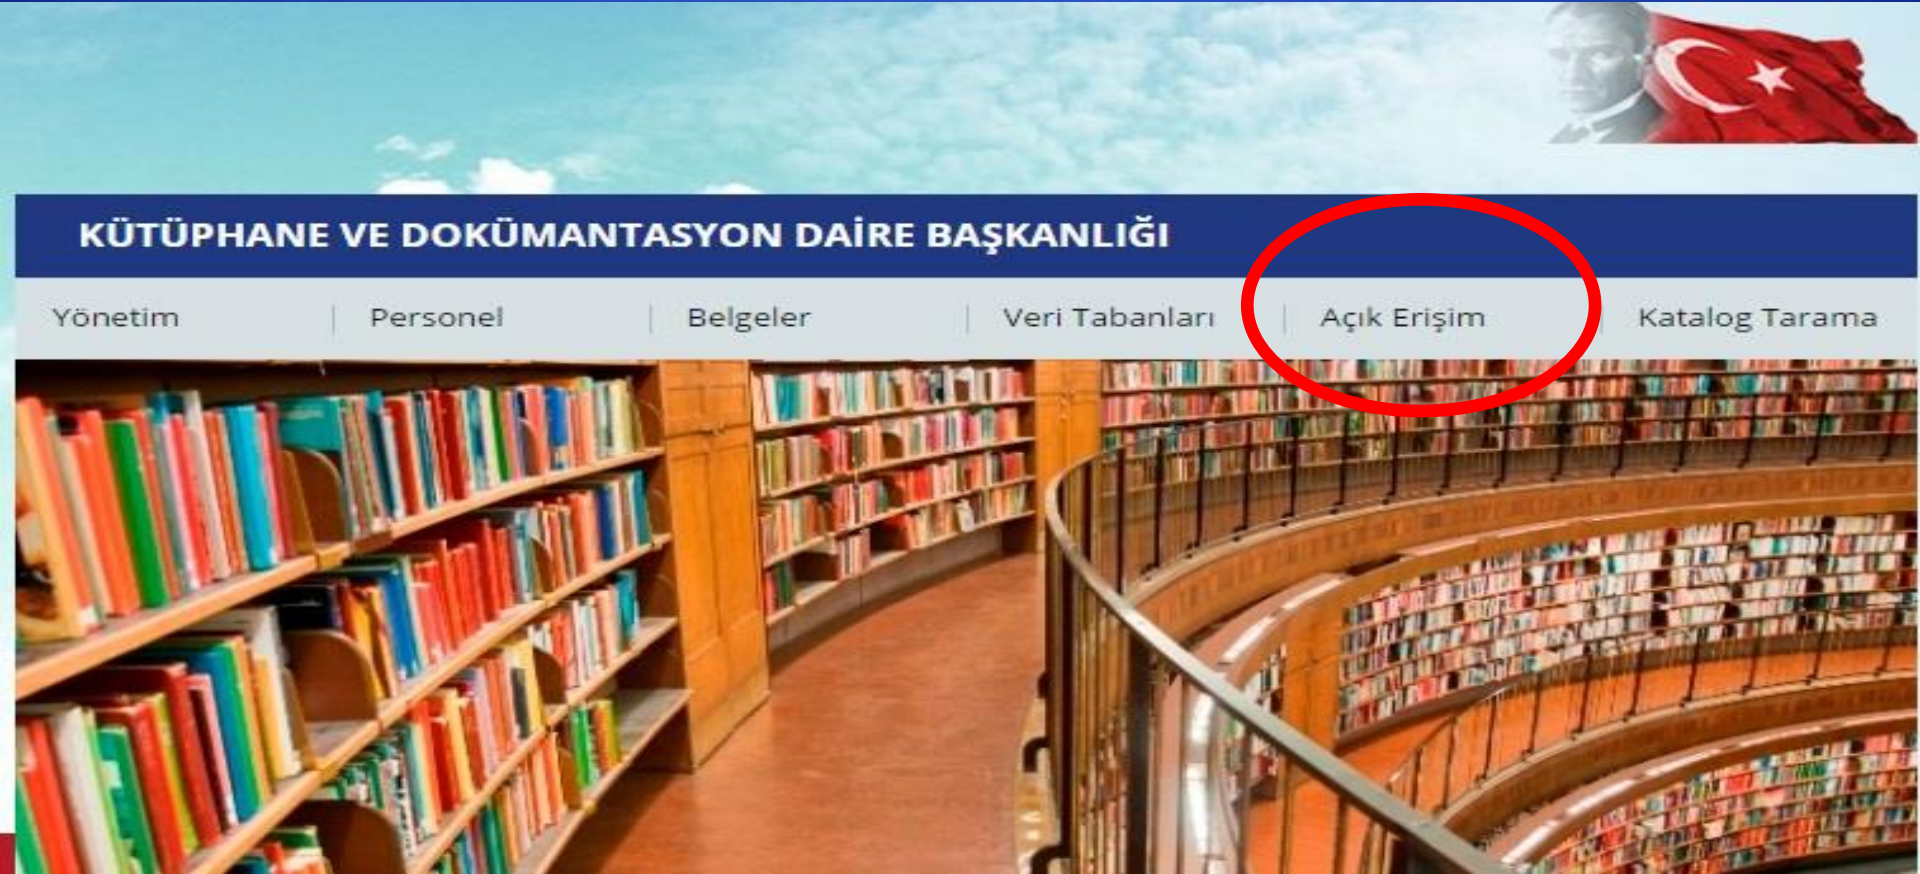 KÜTÜPHANE VE DOKÜMANTASYON DAİRE BAŞKANLIĞI
Yönetim | Personel | Belgeler | Veri Tabanları | Açık Erişim | Katalog Tarama